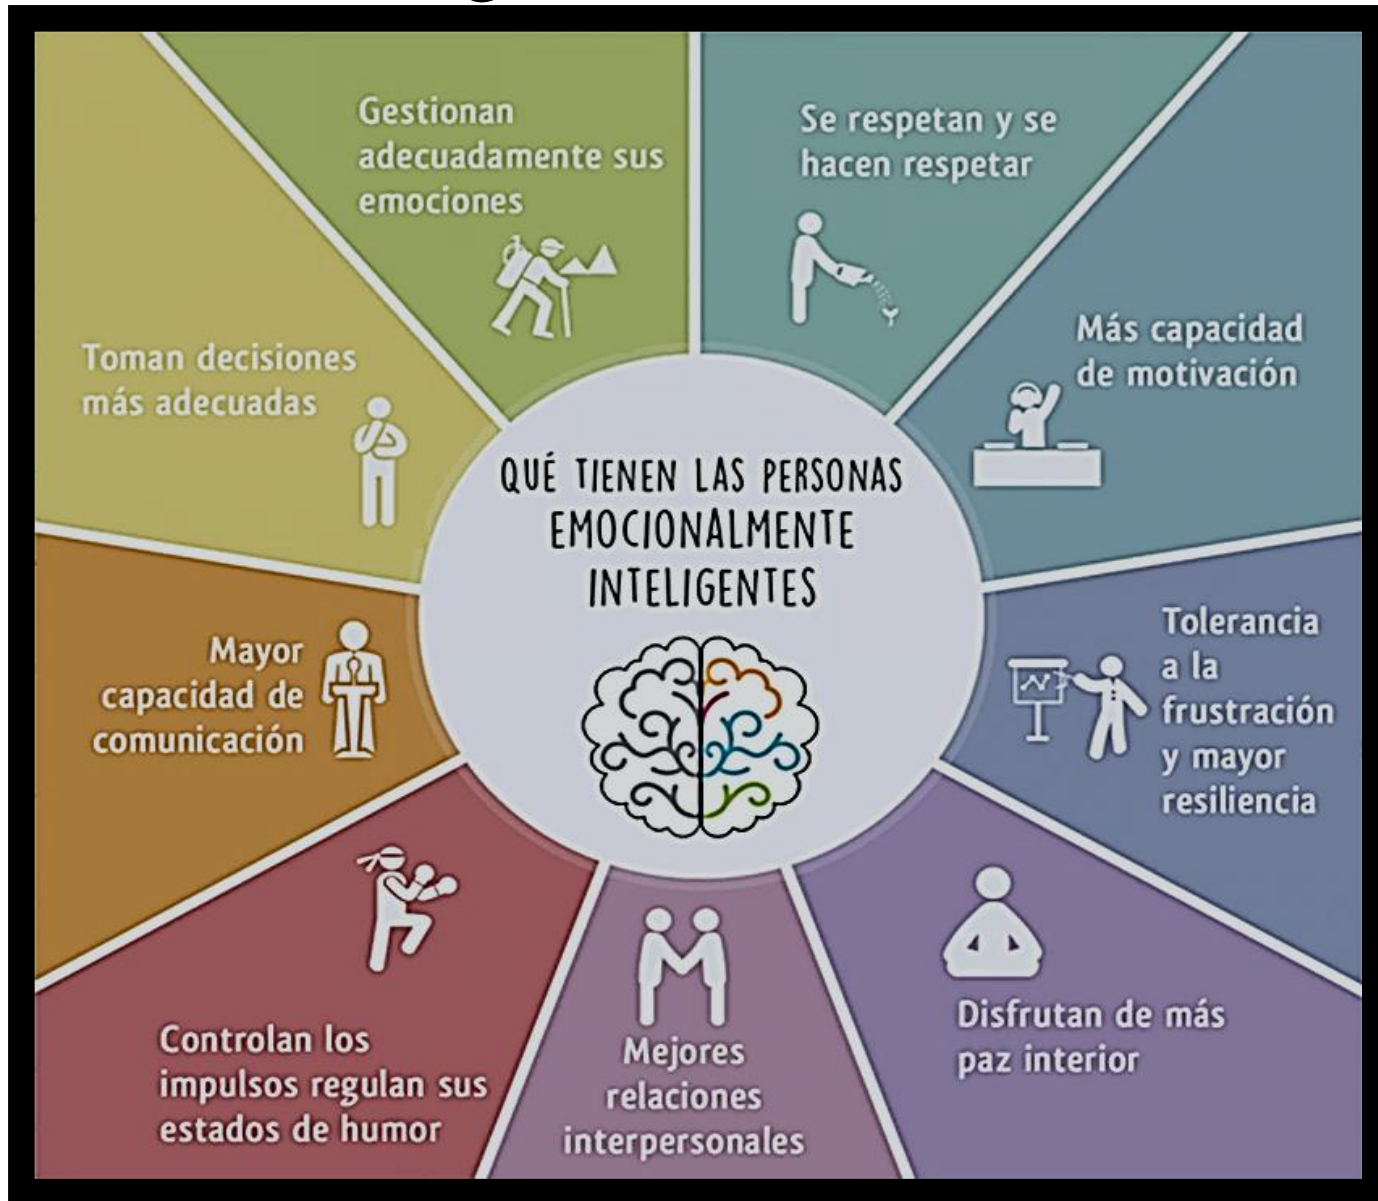 QUÉ TIENEN LAS PERSONAS
EMOCIONALMENTE
INTELIGENTES
Gestionan
adecuadamente sus
emociones
Se respetan y se
hacen respetar
Más capacidad
de motivación
Tolerancia
a la
frustración
y mayor
resiliencia
Disfrutan de más
paz interior
Mejores
relaciones
interpersonales
Controlan los
impulsos regulan sus
estados de humor
Mayor
capacidad de
comunicación
Toman decisiones
más adecuadas